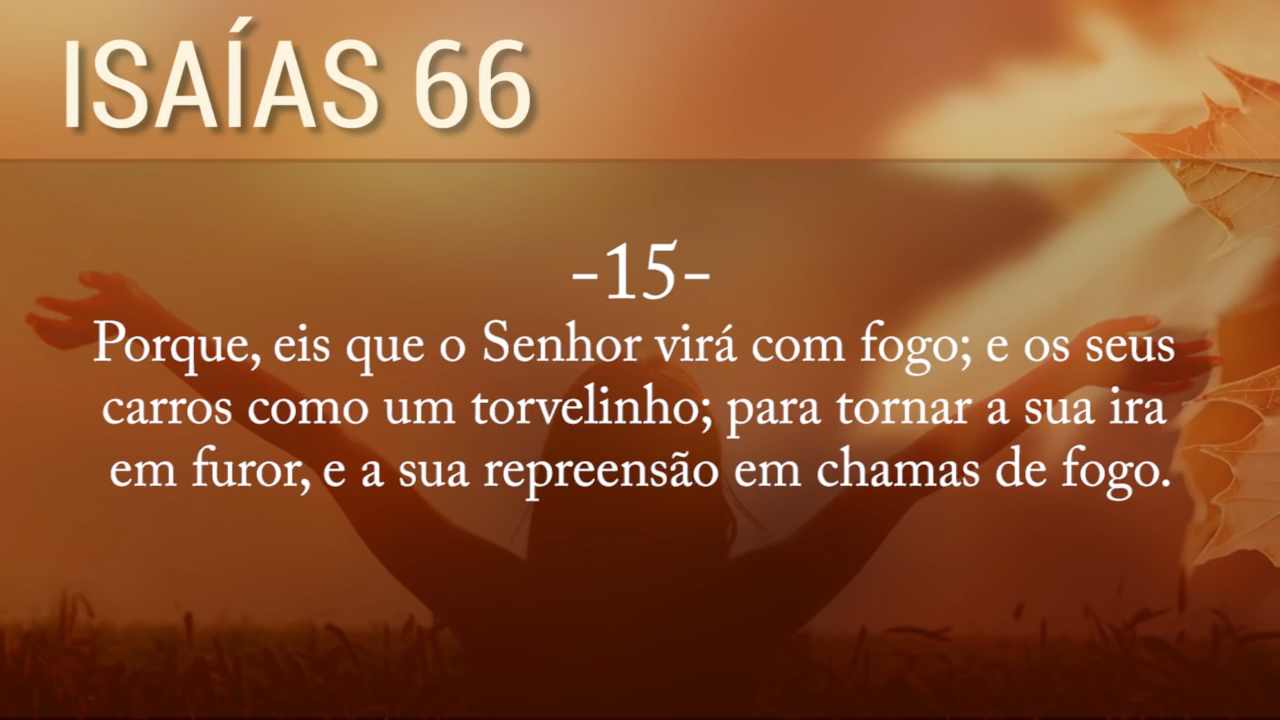 ISAÍAS 66
-15-
Porque, eis que o Senhor virá com fogo; e os seus
carros como um torvelinho; para tornar a sua ira
em furor, e a sua repreensão em chamas de fogo.